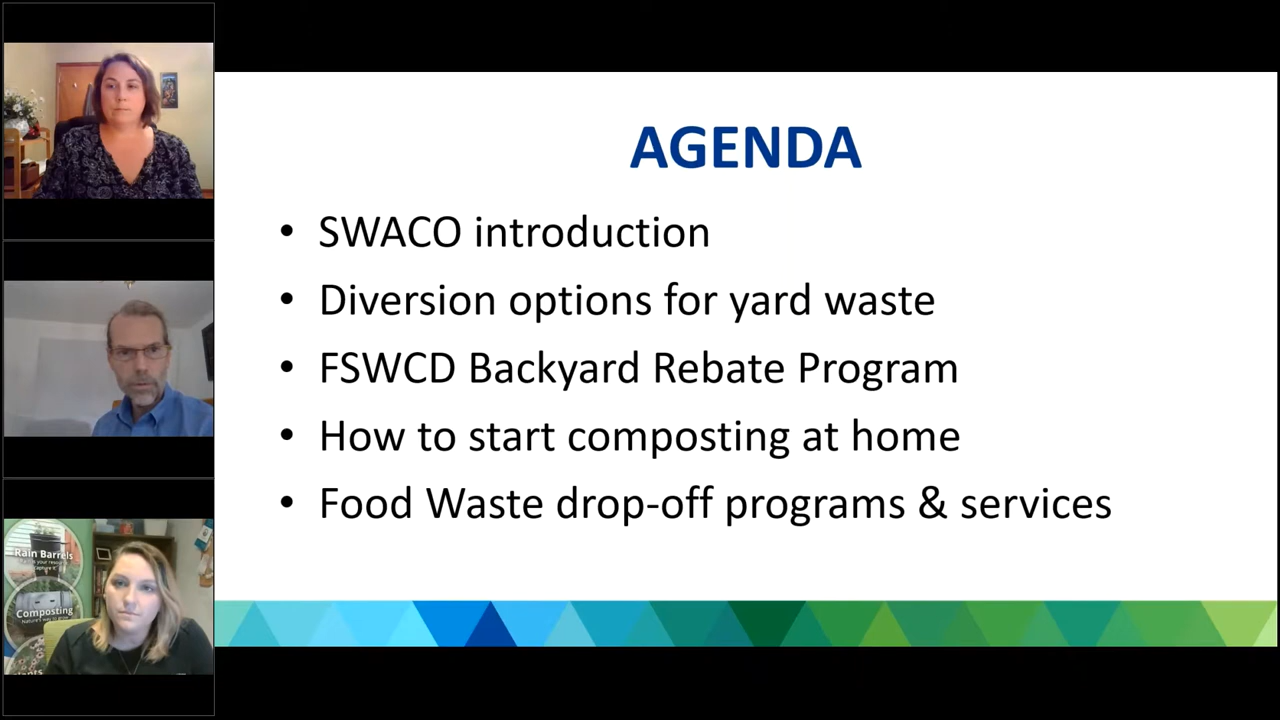 AGENDA
• SWACO introduction
• Diversion options for yard waste
• FSWCD Backyard Rebate Program
• How to start composting at home
• Food Waste drop-off programs & services
Rain Barrels
Composting